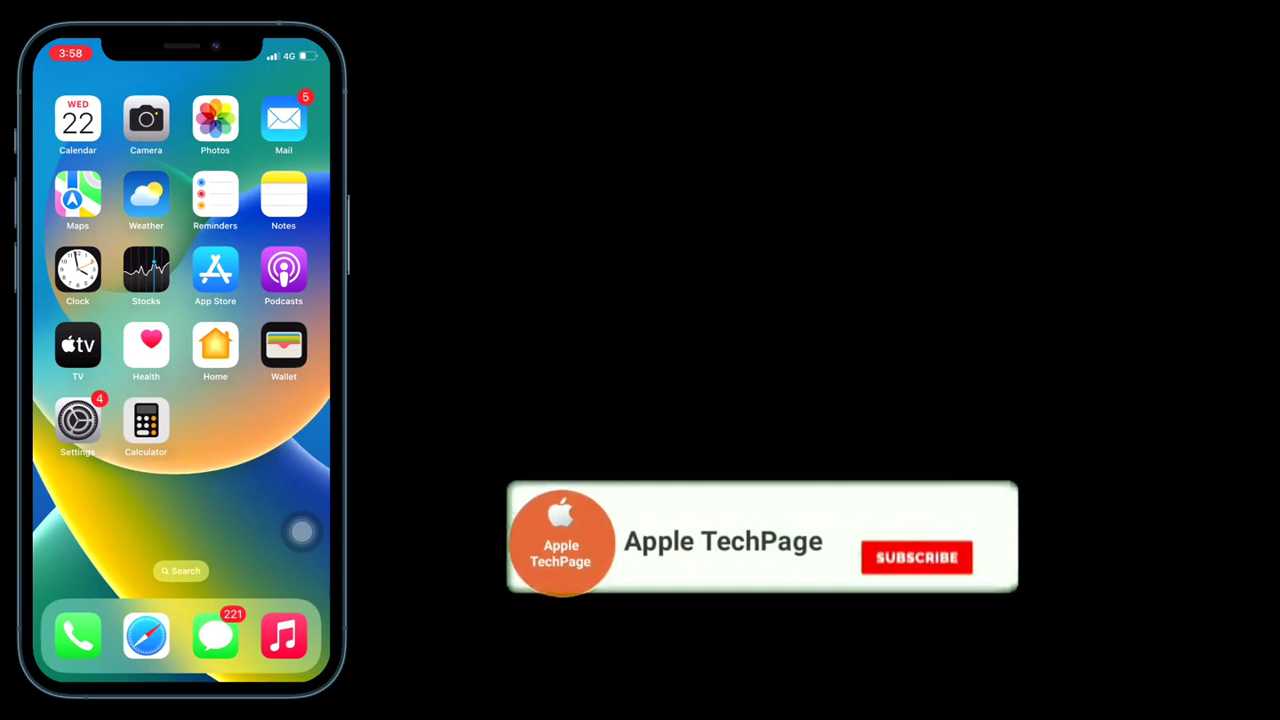 3:58
4G
WED
22
5
Calendar
Camera
Photos
Mail
Maps
Weather
Reminders
Notes
Clock
Stocks
App Store
Podcasts
tv
TV
Health
Home
Wallet
4
Settings
Calculator
Search
221
Apple
TechPage
Apple TechPage
SUBSCRIBE